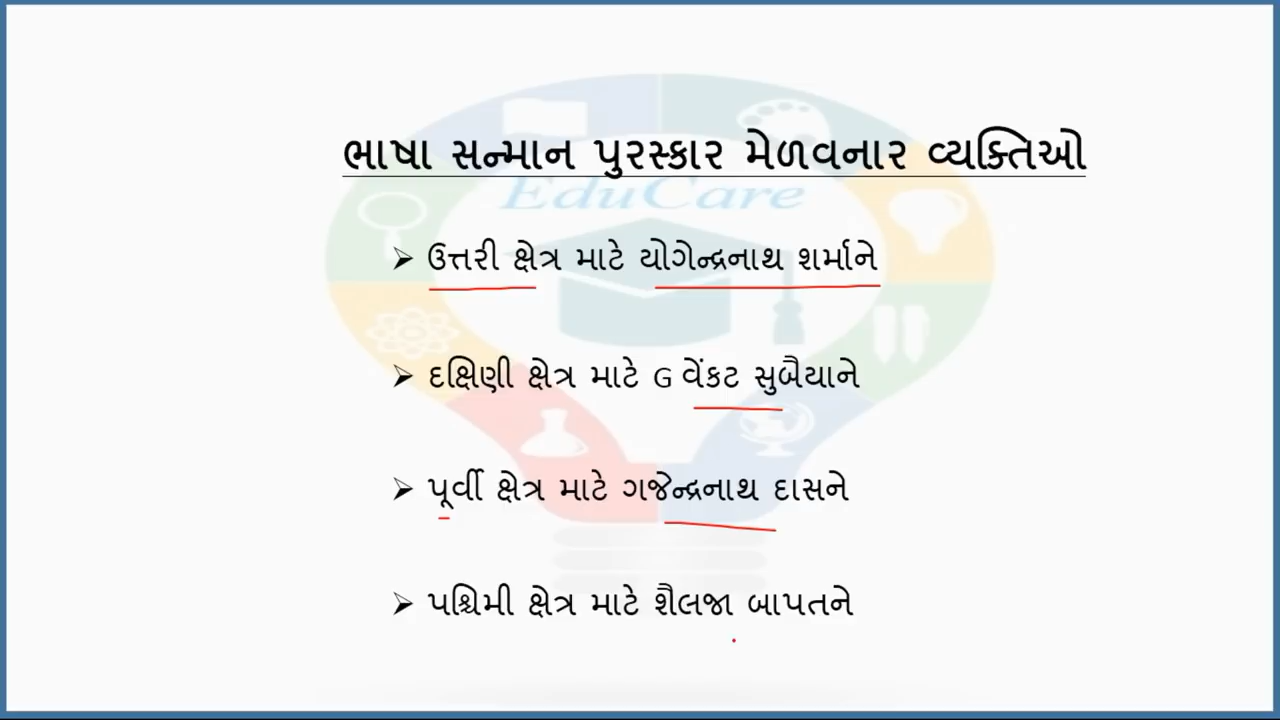 ભાષા સન્માન પુરસ્કાર મેળવનાર વ્યક્તિઓ
EduCare
➢ ઉત્તરી ક્ષેત્ર માટે યોગેન્દ્રનાથ શર્માને
➢ દક્ષિણી ક્ષેત્ર માટે G વેંકટ સુબૈયાને
➢ પૂર્વી ક્ષેત્ર માટે ગજેન્દ્રનાથ દાસને
➢ પશ્ચિમી ક્ષેત્ર માટે શૈલજા બાપતને